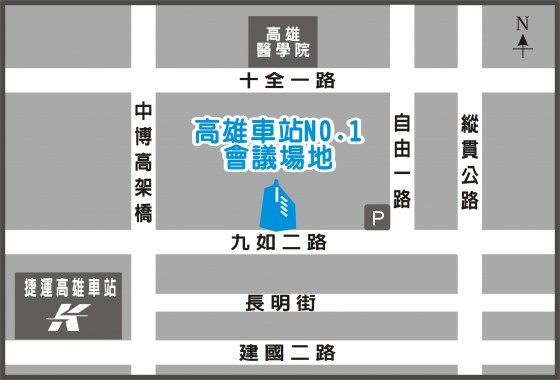 高雄
醫學院
N
十全一路
中博高架橋
高雄車站NO.1
會議場地
自由一路
縱貫公路
P
九如二路
捷運高雄車站
K
長明街
建國二路